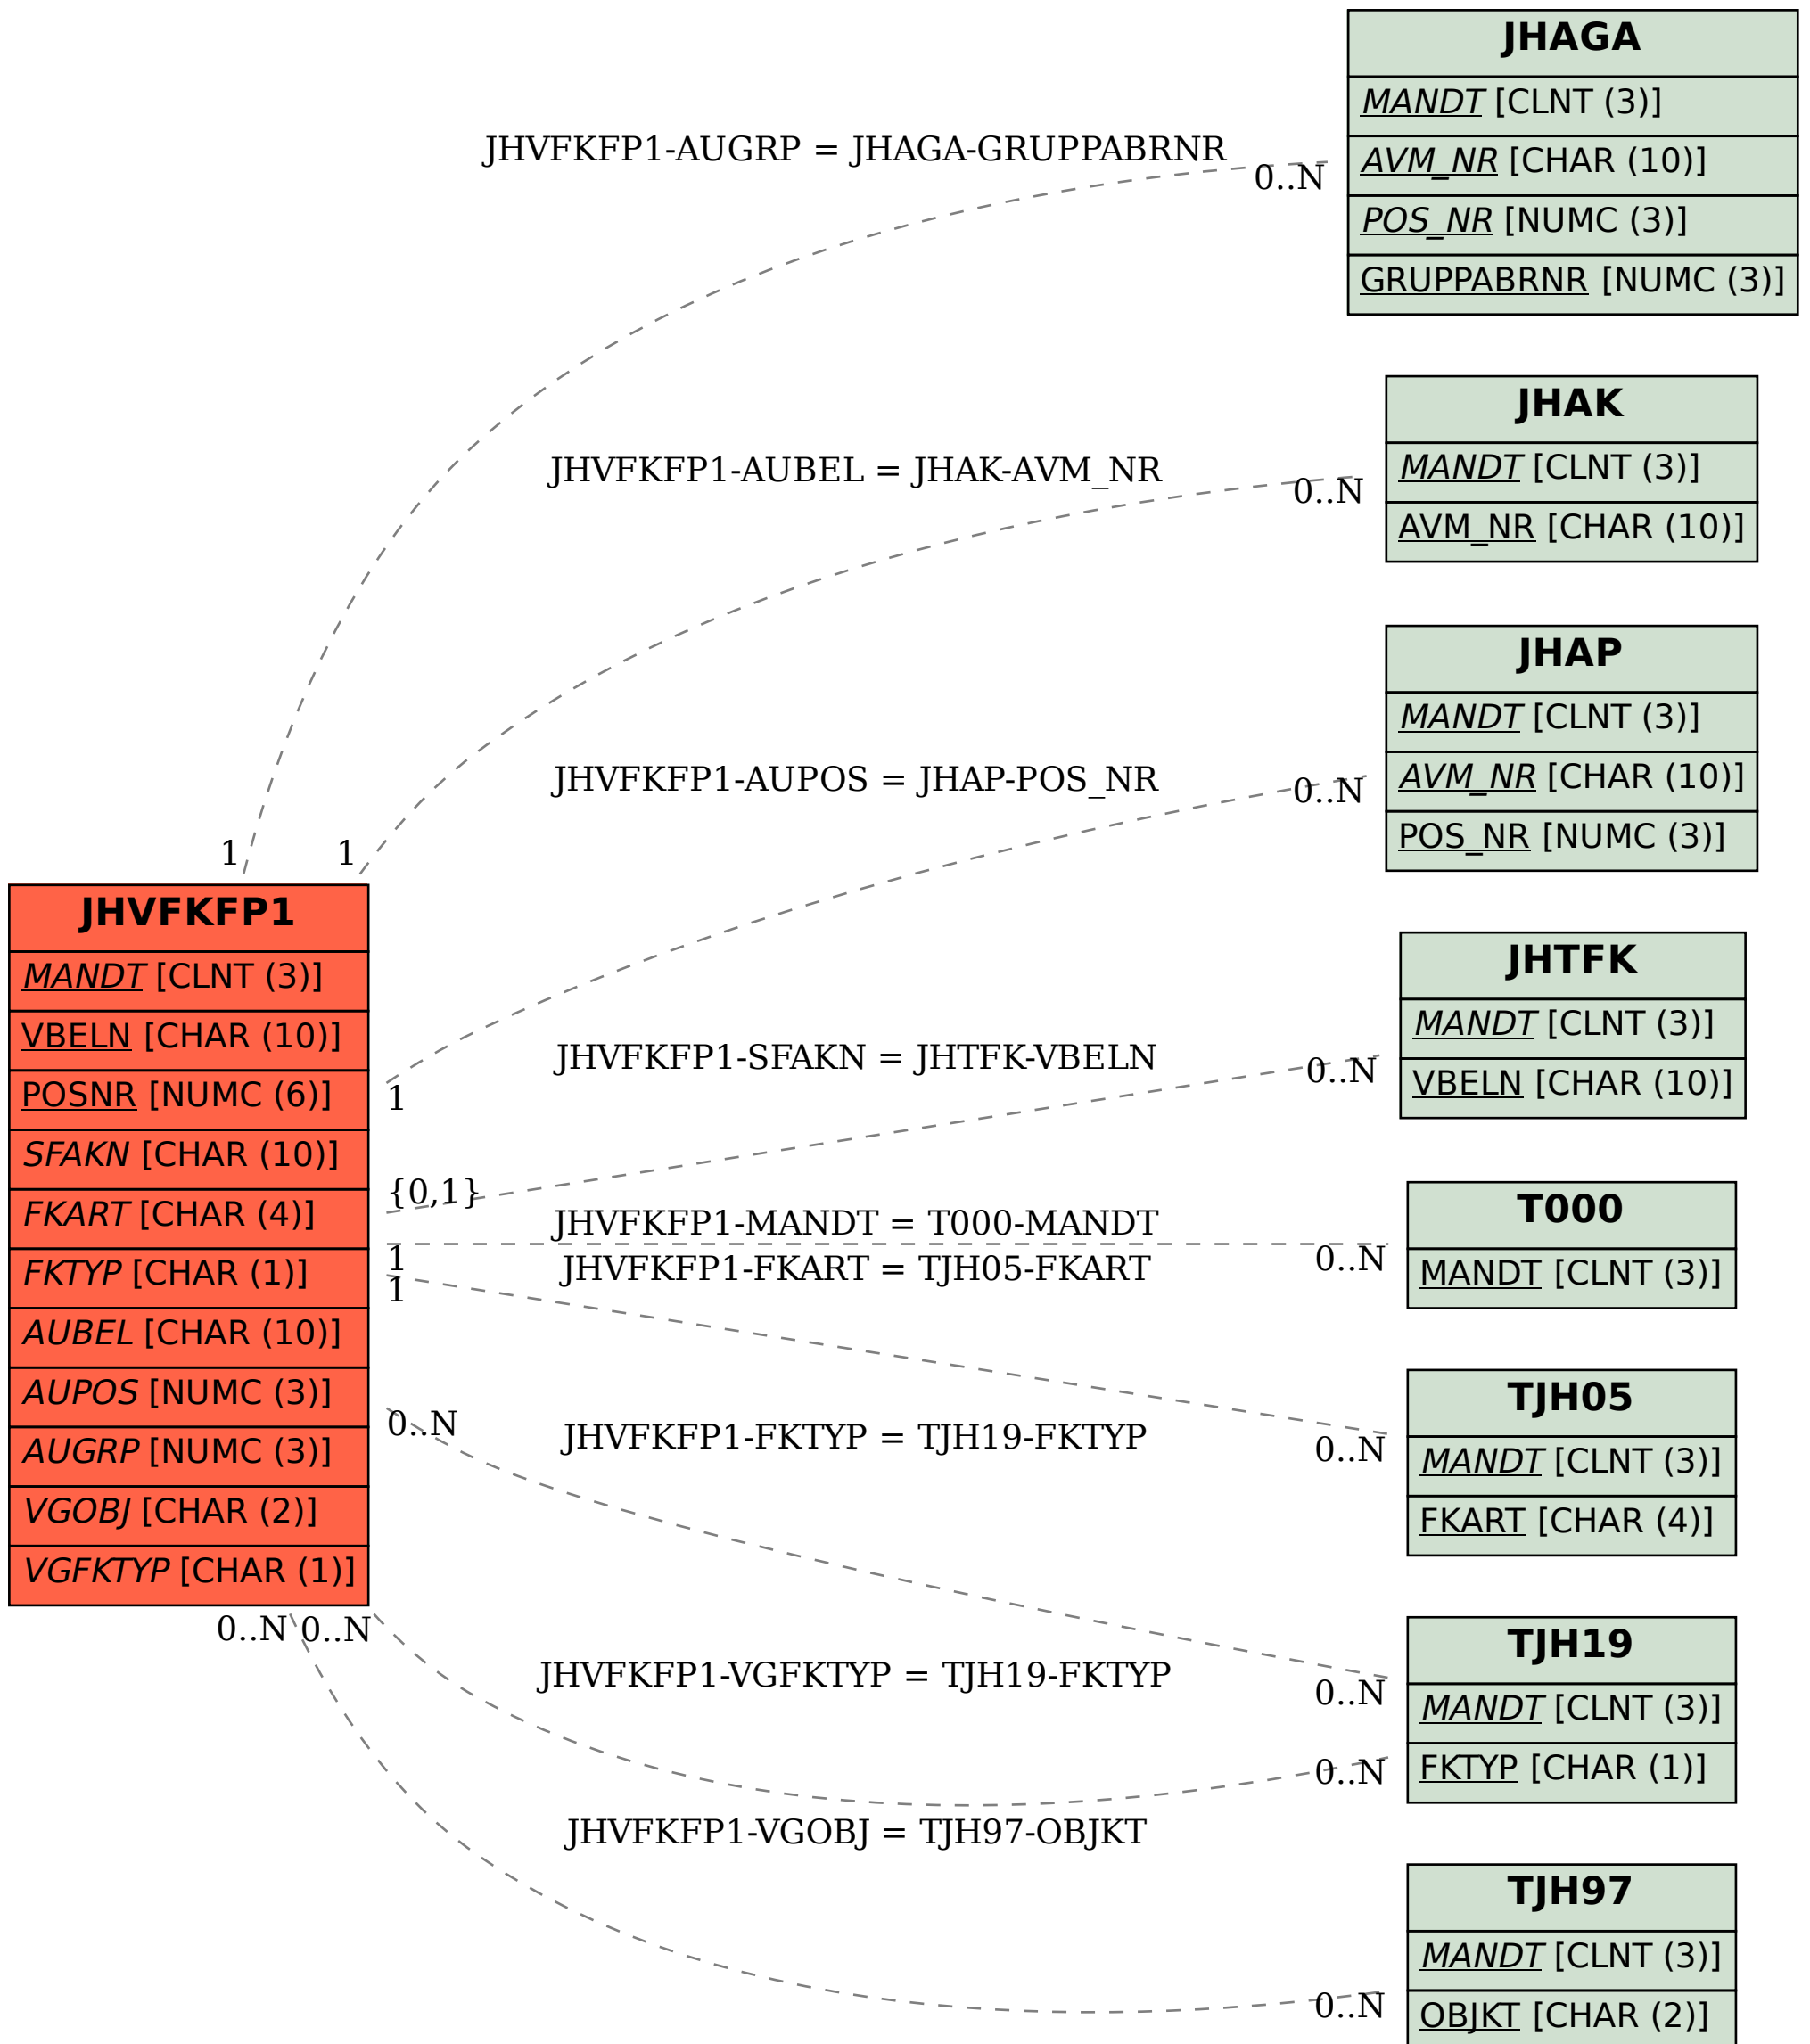 JHAGA
MANDT [CLNT (3)]
AVM_NR [CHAR (10)]
POS_NR [NUMC (3)]
GRUPPABRNR [NUMC (3)]
JHVFKFP1-AUGRP = JHAGA-GRUPPABRNR
0..N
1
JHAK
MANDT [CLNT (3)]
AVM_NR [CHAR (10)]
JHVFKFP1-AUBEL = JHAK-AVM_NR
0..N
1
JHAP
MANDT [CLNT (3)]
AVM_NR [CHAR (10)]
POS_NR [NUMC (3)]
JHVFKFP1-AUPOS = JHAP-POS_NR
0..N
1
JHVFKFP1
MANDT [CLNT (3)]
VBELN [CHAR (10)]
POSNR [NUMC (6)]
SFAKN [CHAR (10)]
FKART [CHAR (4)]
FKTYP [CHAR (1)]
AUBEL [CHAR (10)]
AUPOS [NUMC (3)]
AUGRP [NUMC (3)]
VGOBJ [CHAR (2)]
VGFKTYP [CHAR (1)]
JHTFK
MANDT [CLNT (3)]
VBELN [CHAR (10)]
JHVFKFP1-SFAKN = JHTFK-VBELN
0..N
{0,1}
T000
MANDT [CLNT (3)]
JHVFKFP1-MANDT = T000-MANDT
0..N
1
TJH05
MANDT [CLNT (3)]
FKART [CHAR (4)]
JHVFKFP1-FKART = TJH05-FKART
0..N
1
TJH19
MANDT [CLNT (3)]
FKTYP [CHAR (1)]
JHVFKFP1-FKTYP = TJH19-FKTYP
0..N
0..N
JHVFKFP1-VGFKTYP = TJH19-FKTYP
0..N
0..N
TJH97
MANDT [CLNT (3)]
OBJKT [CHAR (2)]
JHVFKFP1-VGOBJ = TJH97-OBJKT
0..N
0..N